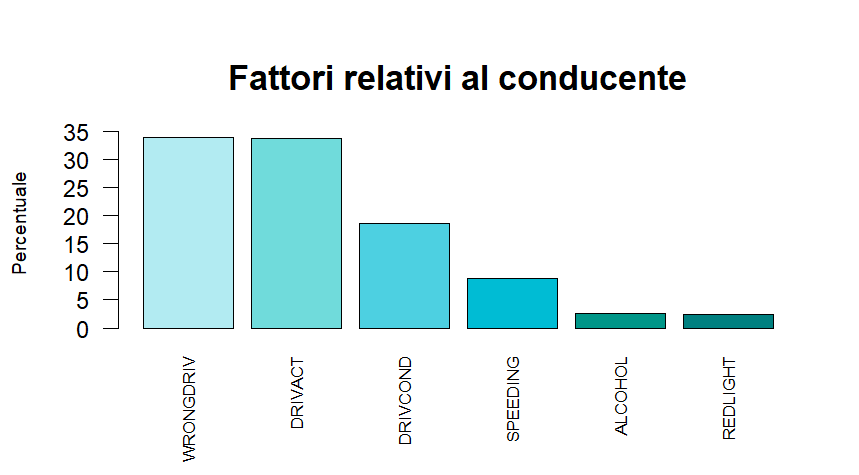 Fattori relativi al conducente
Percentuale
35
30
25
20
15
10
5
0
WRONGDRIV
DRIVACT
DRIVCOND
SPEEDING
ALCOHOL
REDLIGHT